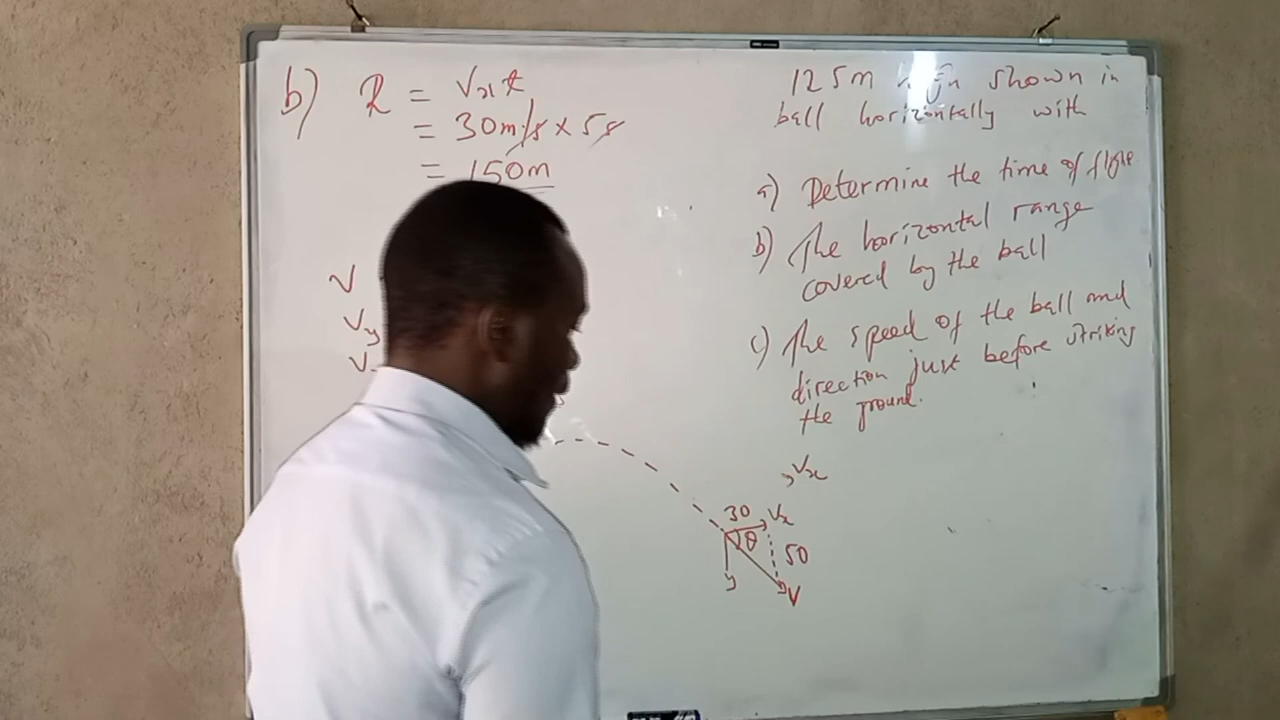 b) R = Vxt
= 30m/s × 5s
= 150m
V
Vy
V
125m high shown in
ball horizontally with
a) Determine the time of flight
b) The horizontal range
covered by the ball
c) The speed of the ball and
direction just before striking
the ground.
Vx
30 Vx
θ
50
y
V